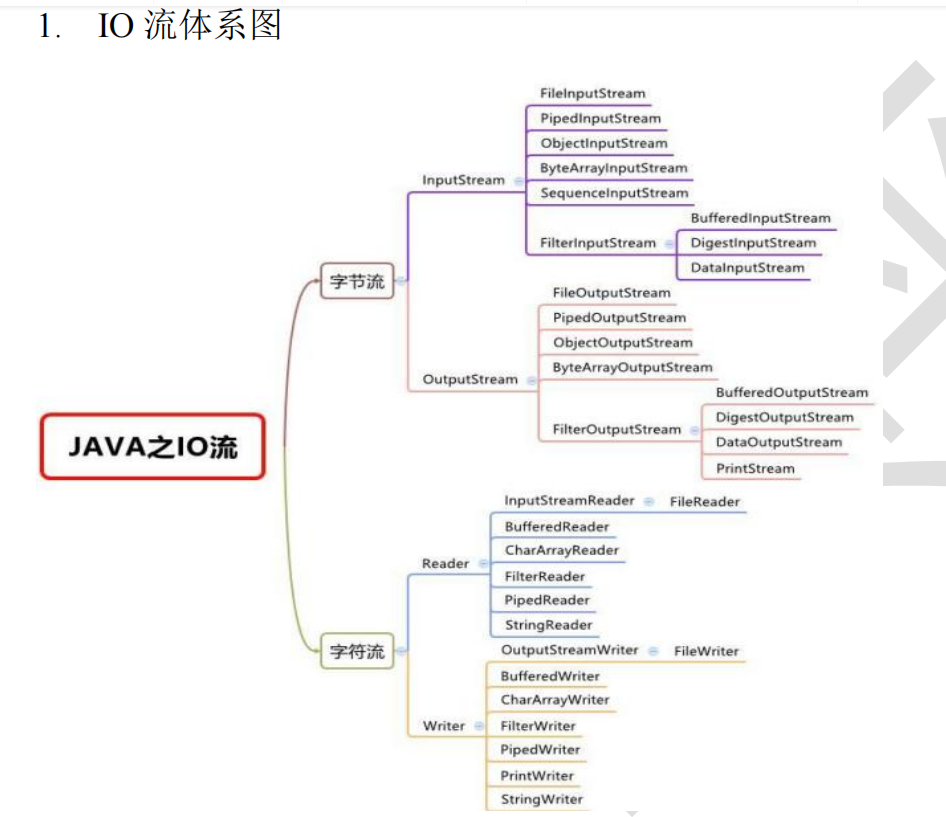 1. IO 流体系图
FileInputStream
PipedInputStream
ObjectInputStream
ByteArrayInputStream
InputStream
SequenceInputStream
BufferedInputStream
FilterInputStream
DigestInputStream
DataInputStream
字节流
FileOutputStream
PipedOutputStream
ObjectOutputStream
ByteArrayOutputStream
OutputStream
BufferedOutputStream
DigestOutputStream
FilterOutputStream
DataOutputStream
PrintStream
JAVA之IO流
InputStreamReader
FileReader
BufferedReader
CharArrayReader
Reader
FilterReader
PipedReader
StringReader
字符流
OutputStreamWriter
FileWriter
BufferedWriter
CharArrayWriter
Writer
FilterWriter
PipedWriter
PrintWriter
StringWriter